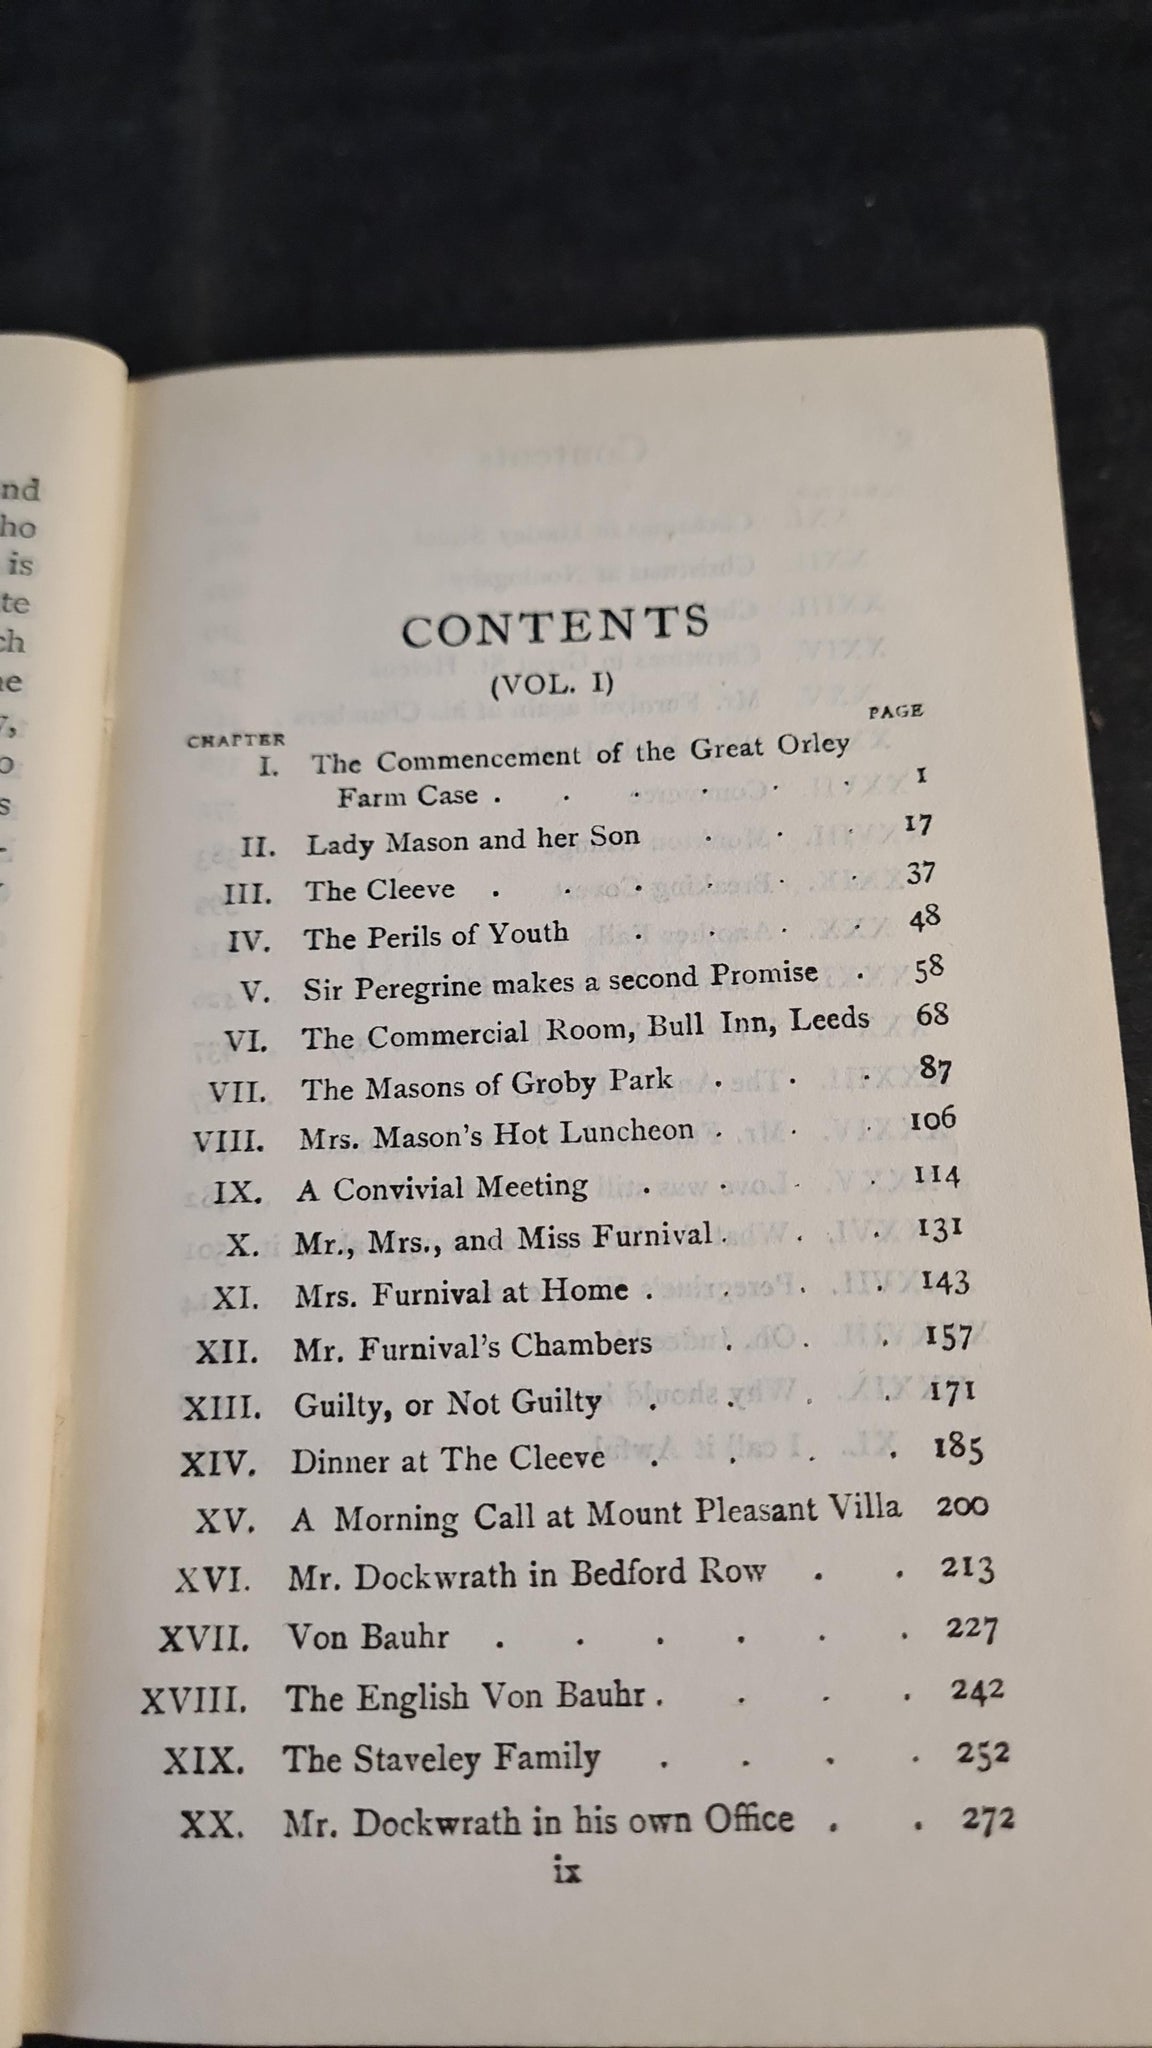 nd
ho
is
te
ch
ne
CONTENTS
(VOL. I)
CHAPTER PAGE
I. The Commencement of the Great Orley
Farm Case . . . . . . 1
II. Lady Mason and her Son . . . 17
III. The Cleeve . . . . . . 37
IV. The Perils of Youth . . . . 48
V. Sir Peregrine makes a second Promise . 58
VI. The Commercial Room, Bull Inn, Leeds 68
VII. The Masons of Groby Park . . . 87
VIII. Mrs. Mason's Hot Luncheon . . . 106
IX. A Convivial Meeting . . . . 114
X. Mr., Mrs., and Miss Furnival . . . 131
XI. Mrs. Furnival at Home . . . . 143
XII. Mr. Furnival's Chambers . . . 157
XIII. Guilty, or Not Guilty . . . . 171
XIV. Dinner at The Cleeve . . . . 185
XV. A Morning Call at Mount Pleasant Villa 200
XVI. Mr. Dockwrath in Bedford Row . . 213
XVII. Von Bauhr . . . . . . 227
XVIII. The English Von Bauhr . . . . 242
XIX. The Staveley Family . . . . 252
XX. Mr. Dockwrath in his own Office . . 272
ix